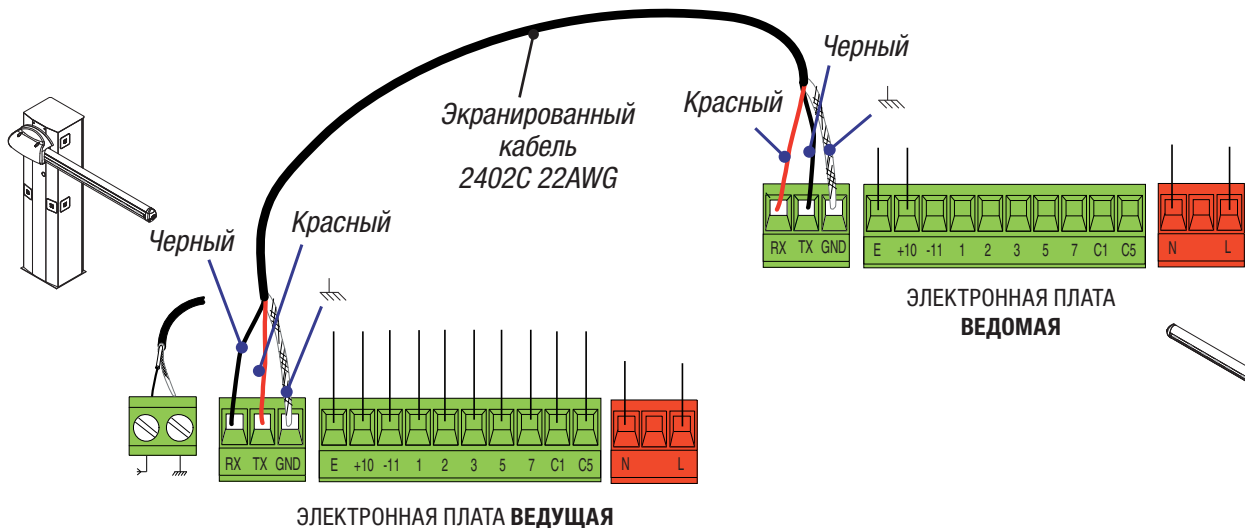 Черный
Экранированный
кабель
2402C 22AWG
Красный
RX TX GND
E +10 -11 1 2 3 5 7 C1 C5
N L
ЭЛЕКТРОННАЯ ПЛАТА
ВЕДОМАЯ
Черный
Красный
RX TX GND
E +10 -11 1 2 3 5 7 C1 C5
N L
ЭЛЕКТРОННАЯ ПЛАТА ВЕДУЩАЯ